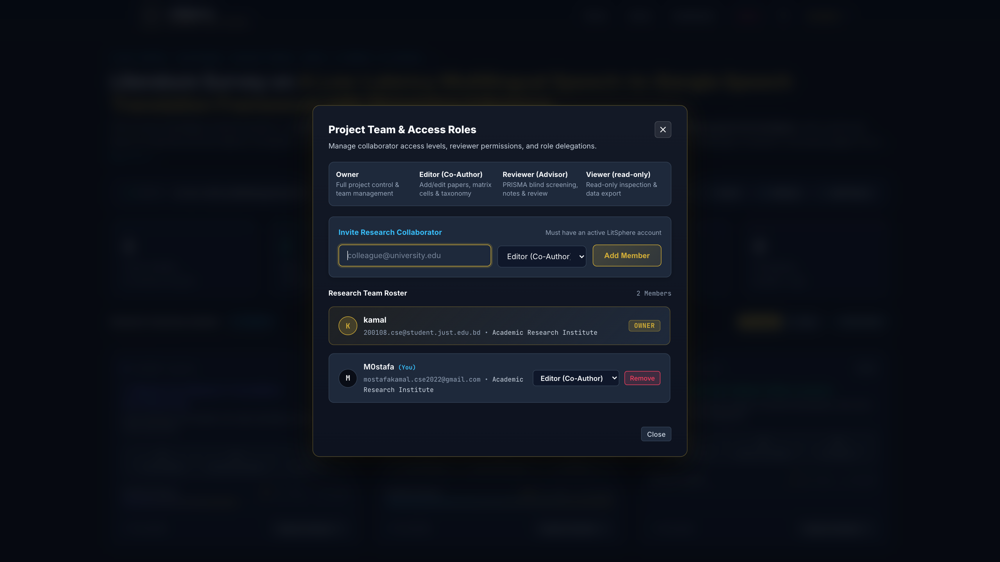 Project Team & Access Roles
Manage collaborator access levels, reviewer permissions, and role delegations.
Owner
Full project control &
team management
Editor (Co-Author)
Add/edit papers, matrix
cells & taxonomy
Reviewer (Advisor)
PRISMA blind screening,
notes & review
Viewer (read-only)
Read-only inspection &
data export
Invite Research Collaborator
Must have an active LitSphere account
colleague@university.edu
Editor (Co-Author)
Add Member
Research Team Roster
2 Members
K
kamal
200108.cse@student.just.edu.bd • Academic Research Institute
OWNER
M
M0stafa (You)
mostafakamal.cse2022@gmail.com • Academic
Research Institute
Editor (Co-Author)
Remove
Close